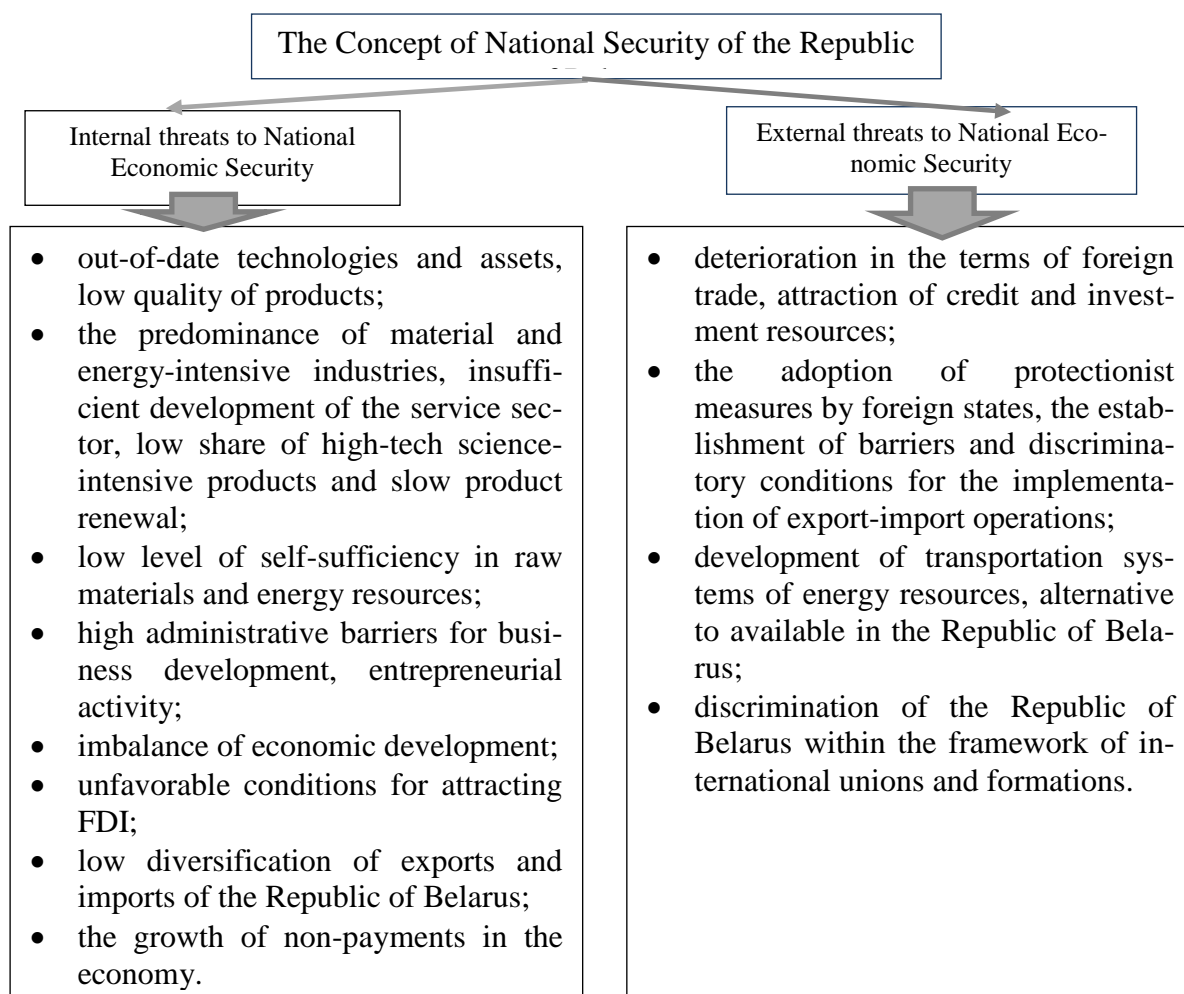 The Concept of National Security of the Republic
Internal threats to National
Economic Security
External threats to National Eco-
nomic Security
• out-of-date technologies and assets,
low quality of products;
• the predominance of material and
energy-intensive industries, insuffi-
cient development of the service sec-
tor, low share of high-tech science-
intensive products and slow product
renewal;
• low level of self-sufficiency in raw
materials and energy resources;
• high administrative barriers for busi-
ness development, entrepreneurial
activity;
• imbalance of economic development;
• unfavorable conditions for attracting
FDI;
• low diversification of exports and
imports of the Republic of Belarus;
• the growth of non-payments in the
economy.
• deterioration in the terms of foreign
trade, attraction of credit and invest-
ment resources;
• the adoption of protectionist
measures by foreign states, the estab-
lishment of barriers and discrimina-
tory conditions for the implementa-
tion of export-import operations;
• development of transportation sys-
tems of energy resources, alternative
to available in the Republic of Bela-
rus;
• discrimination of the Republic of
Belarus within the framework of in-
ternational unions and formations.